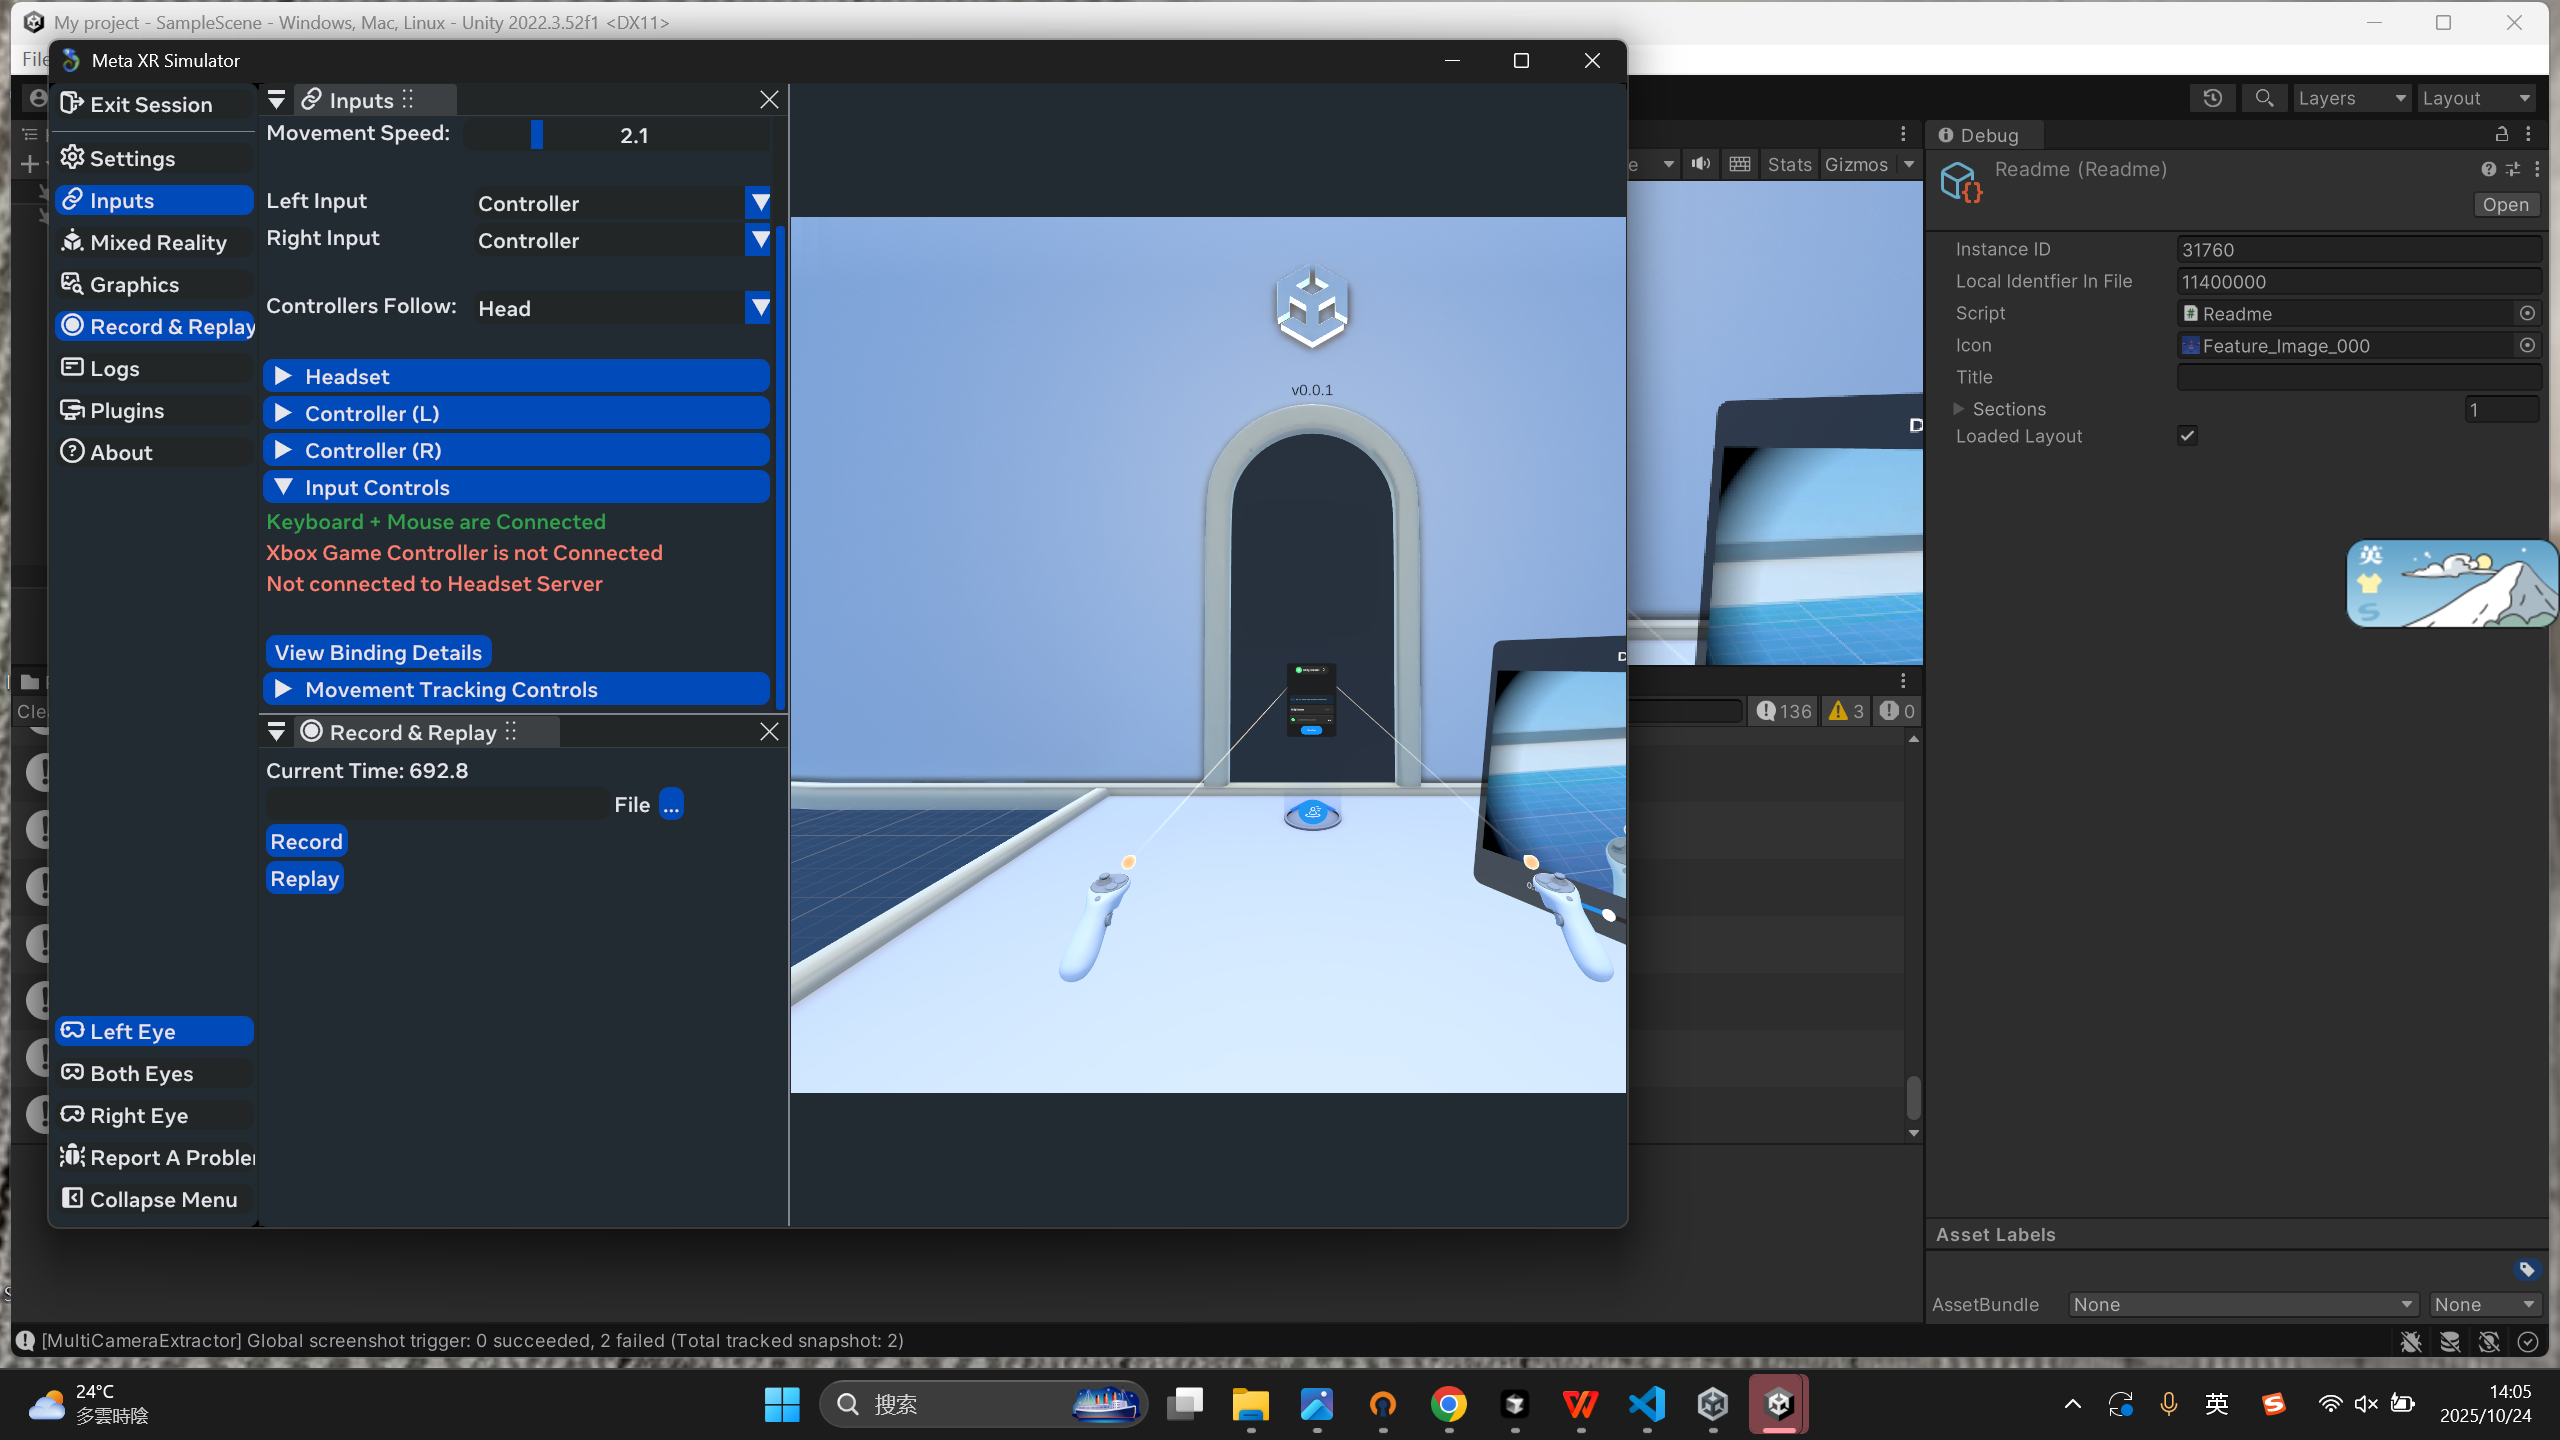 My project - SampleScene - Windows, Mac, Linux - Unity 2022.3.52f1 <DX11>
File
Meta XR Simulator
Exit Session
Settings
Inputs
Mixed Reality
Graphics
Record & Replay
Logs
Plugins
About
Left Eye
Both Eyes
Right Eye
Report A Probler
Collapse Menu
Inputs
Movement Speed: 2.1
Left Input Controller
Right Input Controller
Controllers Follow: Head
Headset
Controller (L)
Controller (R)
Input Controls
Keyboard + Mouse are Connected
Xbox Game Controller is not Connected
Not connected to Headset Server
View Binding Details
Movement Tracking Controls
Record & Replay
Current Time: 692.8
File ...
Record
Replay
v0.0.1
D
Cle
Layers Layout
e Stats Gizmos
D
136 3 0
Debug
Readme (Readme)
Open
Instance ID 31760
Local Identfier In File 11400000
Script Readme
Icon Feature_Image_000
Title
Sections 1
Loaded Layout
英
S
Asset Labels
AssetBundle None None
[MultiCameraExtractor] Global screenshot trigger: 0 succeeded, 2 failed (Total tracked snapshot: 2)
24°C
多雲時陰
搜索
英
14:05
2025/10/24